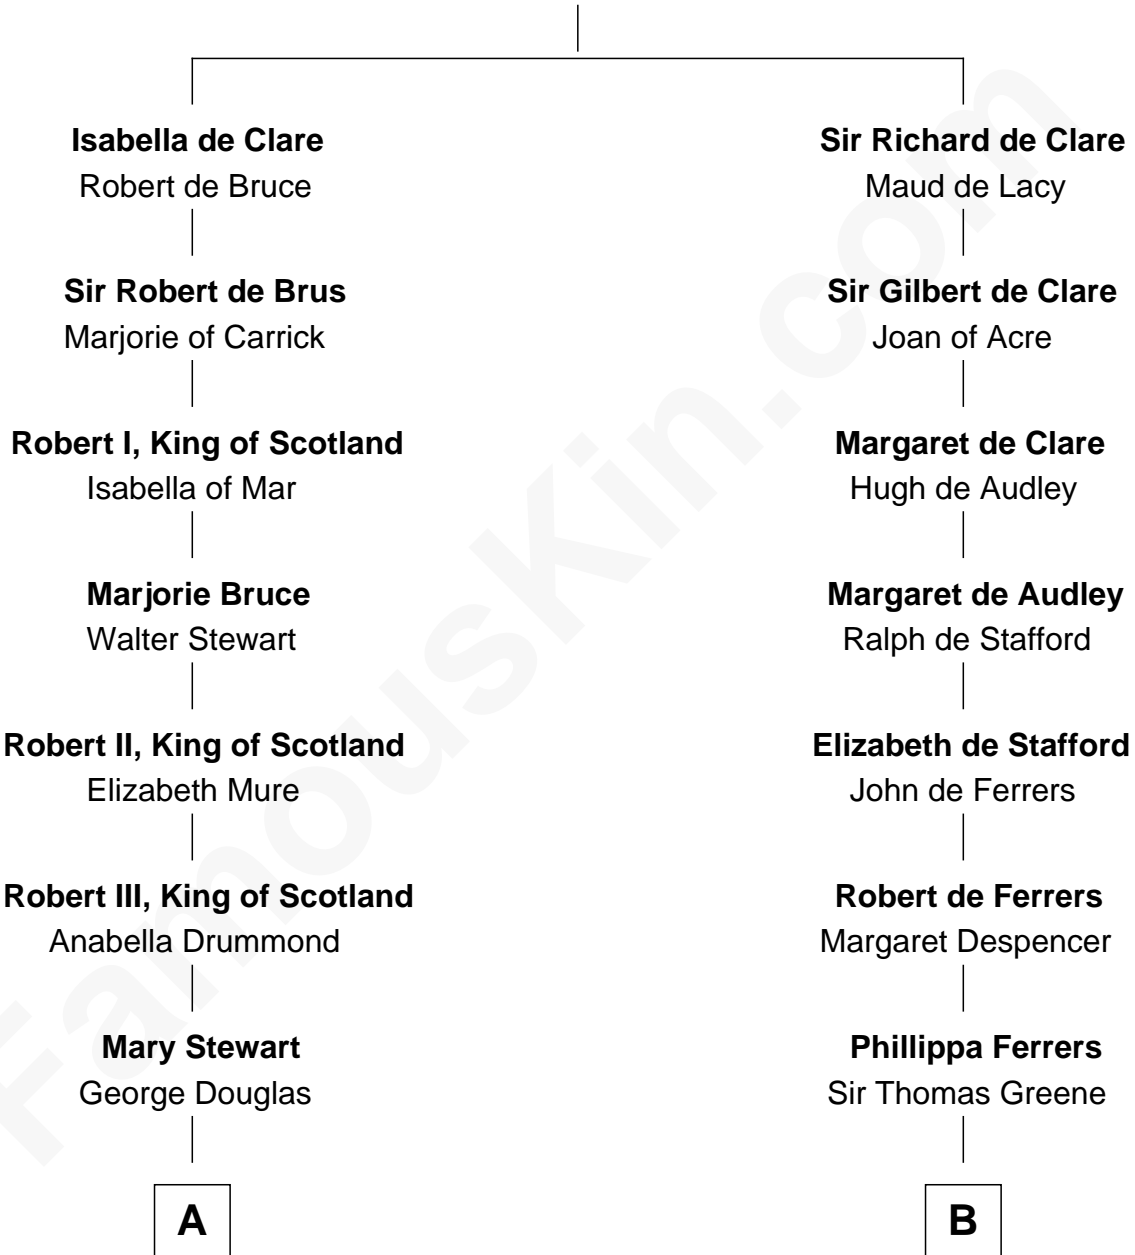 Isabella de Clare
Robert de Bruce
Sir Robert de Brus
Marjorie of Carrick
Robert I, King of Scotland
Isabella of Mar
Marjorie Bruce
Walter Stewart
Robert II, King of Scotland
Elizabeth Mure
Robert III, King of Scotland
Anabella Drummond
Mary Stewart
George Douglas
A
Sir Richard de Clare
Maud de Lacy
Sir Gilbert de Clare
Joan of Acre
Margaret de Clare
Hugh de Audley
Margaret de Audley
Ralph de Stafford
Elizabeth de Stafford
John de Ferrers
Robert de Ferrers
Margaret Despencer
Phillippa Ferrers
Sir Thomas Greene
B
FamousKin.com